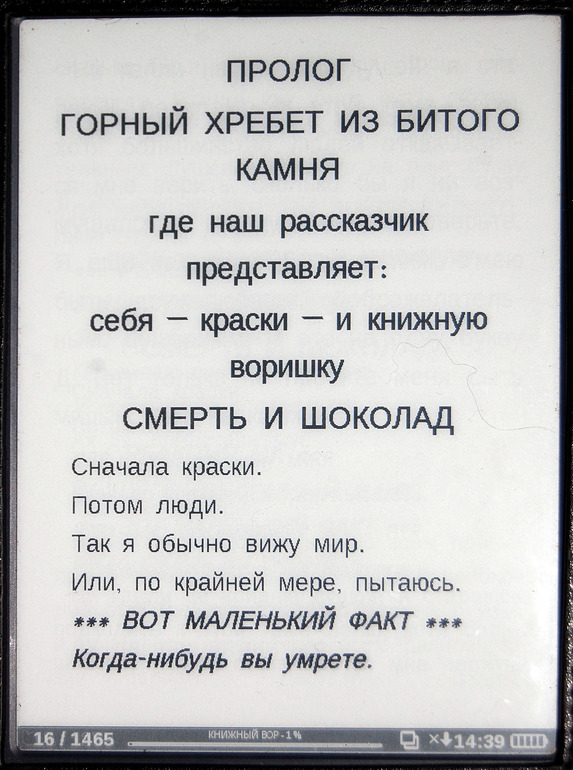 ПРОЛОГ
ГОРНЫЙ ХРЕБЕТ ИЗ БИТОГО
КАМНЯ
где наш рассказчик
представляет:
себя — краски — и книжную
воришку
СМЕРТЬ И ШОКОЛАД
Сначала краски.
Потом люди.
Так я обычно вижу мир.
Или, по крайней мере, пытаюсь.
*** ВОТ МАЛЕНЬКИЙ ФАКТ ***
Когда-нибудь вы умрете.
16 / 1465 КНИЖНЫЙ ВОР - 1% 14:39